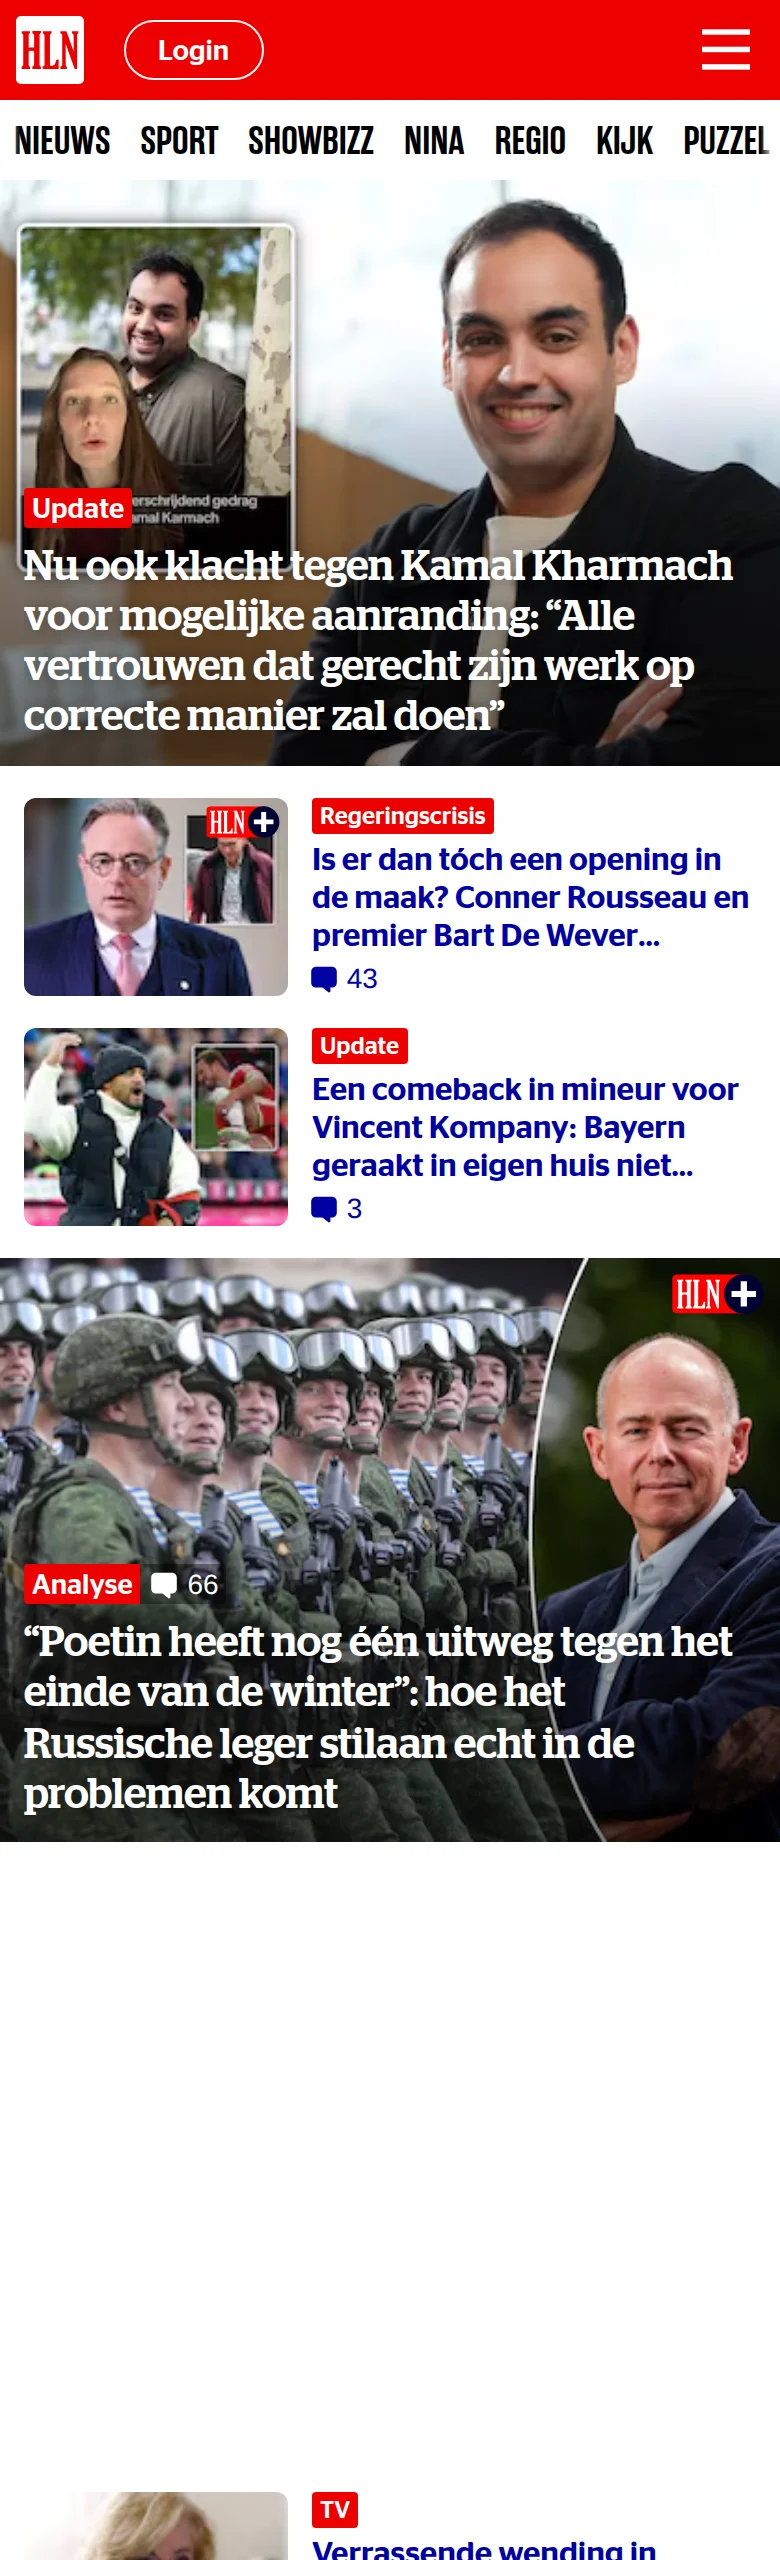 HLN
Login
NIEUWS SPORT SHOWBIZZ NINA REGIO KIJK PUZZEL
erschrijdend gedrag
amal Karmach
Update
Nu ook klacht tegen Kamal Kharmach
voor mogelijke aanranding: “Alle
vertrouwen dat gerecht zijn werk op
correcte manier zal doen”
HLN+
Regeringscrisis
Is er dan tóch een opening in
de maak? Conner Rousseau en
premier Bart De Wever...
43
Update
Een comeback in mineur voor
Vincent Kompany: Bayern
geraakt in eigen huis niet...
3
HLN+
Analyse 66
“Poetin heeft nog één uitweg tegen het
einde van de winter”: hoe het
Russische leger stilaan echt in de
problemen komt
TV
Verrassende wending in